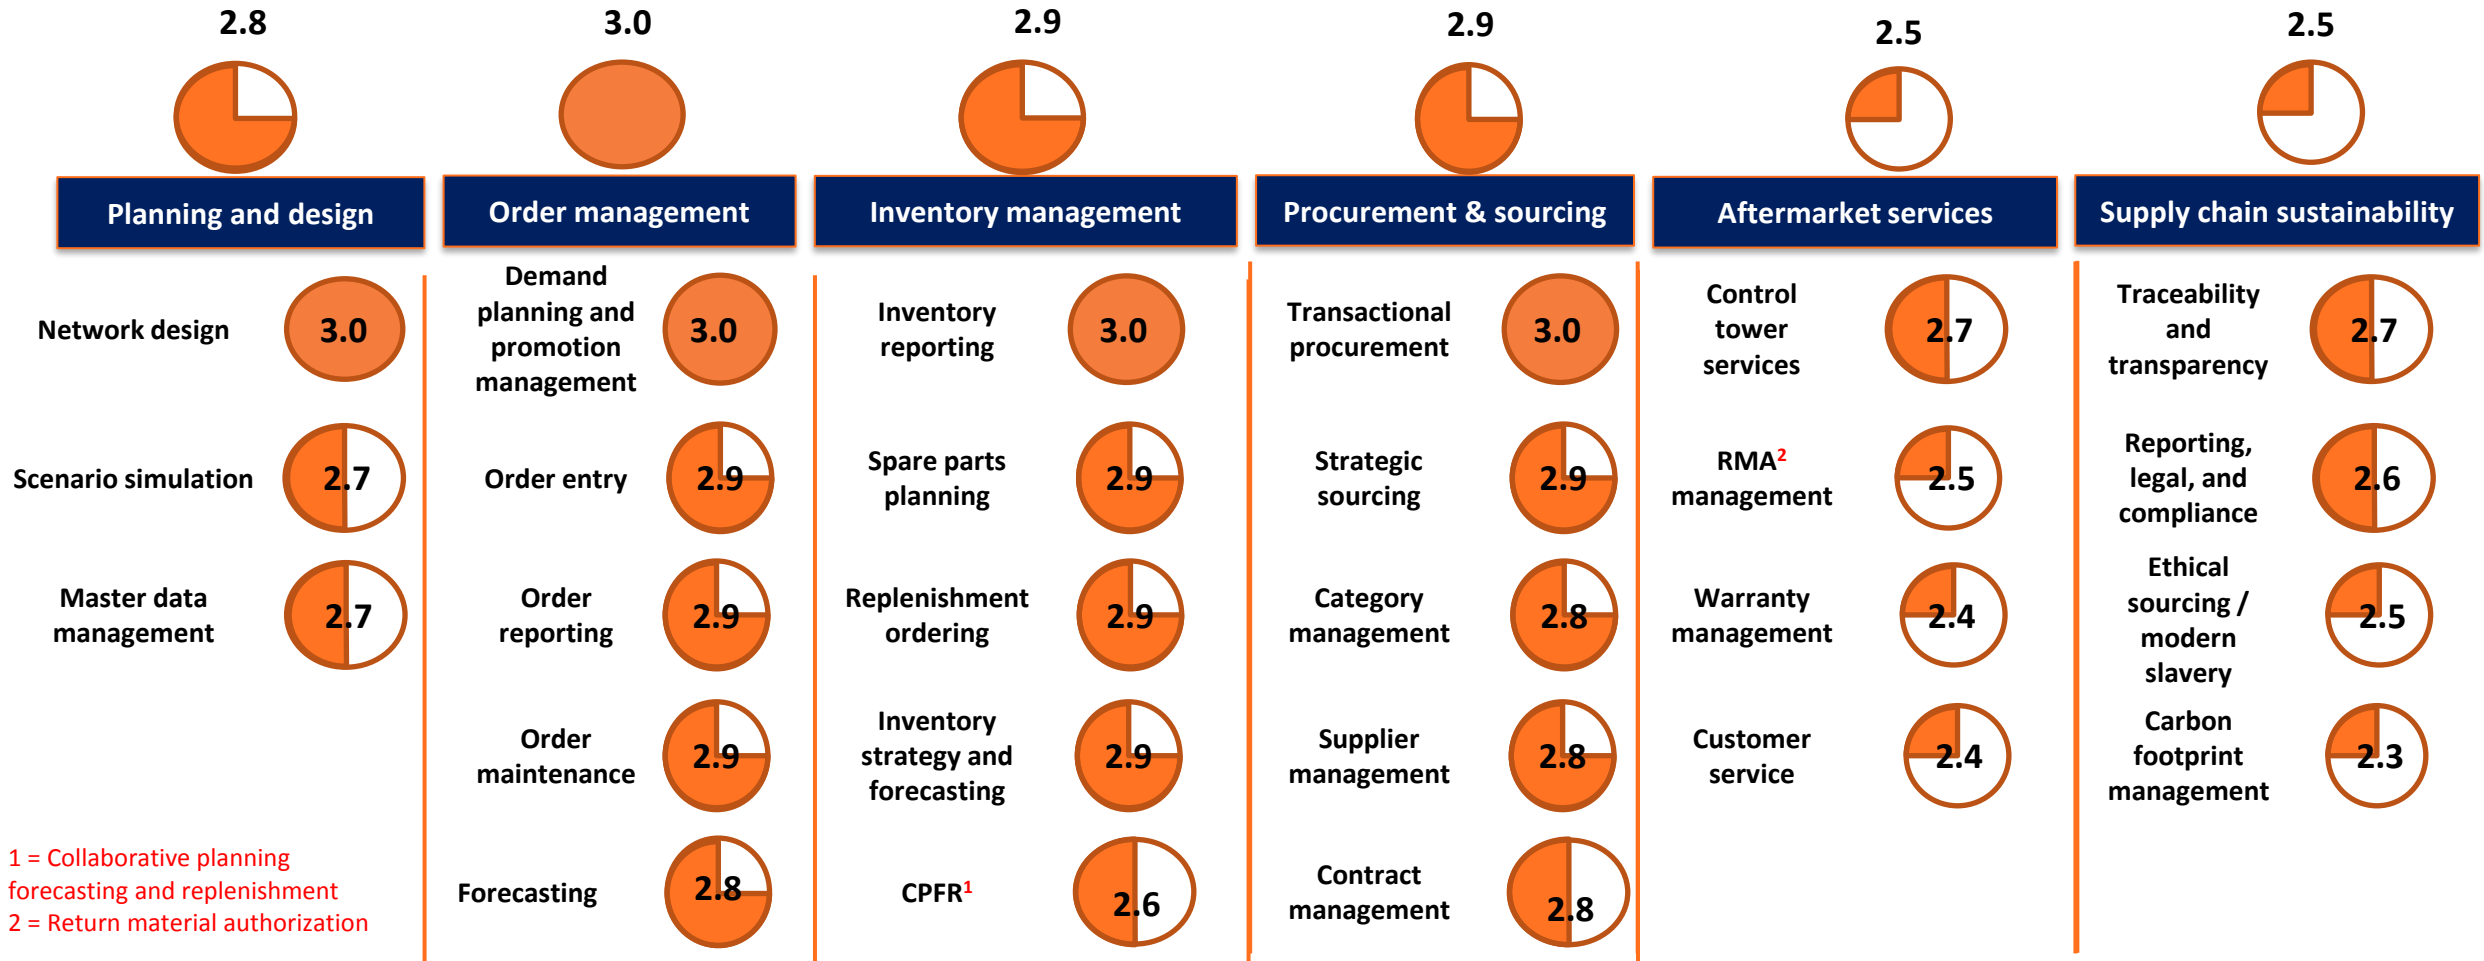 2.8
3.0
2.9
2.9
2.5
2.5
Planning and design
Order management
Inventory management
Procurement & sourcing
Aftermarket services
Supply chain sustainability
Network design
3.0
Scenario simulation
2.7
Master data
management
2.7
Demand
planning and
promotion
management
3.0
Order entry
2.9
Order
reporting
2.9
Order
maintenance
2.9
Forecasting
2.8
Inventory
reporting
3.0
Spare parts
planning
2.9
Replenishment
ordering
2.9
Inventory
strategy and
forecasting
2.9
CPFR1
2.6
Transactional
procurement
3.0
Strategic
sourcing
2.9
Category
management
2.8
Supplier
management
2.8
Contract
management
2.8
Control
tower
services
2.7
RMA2
management
2.5
Warranty
management
2.4
Customer
service
2.4
Traceability
and
transparency
2.7
Reporting,
legal, and
compliance
2.6
Ethical
sourcing /
modern
slavery
2.5
Carbon
footprint
management
2.3
1 = Collaborative planning
forecasting and replenishment
2 = Return material authorization